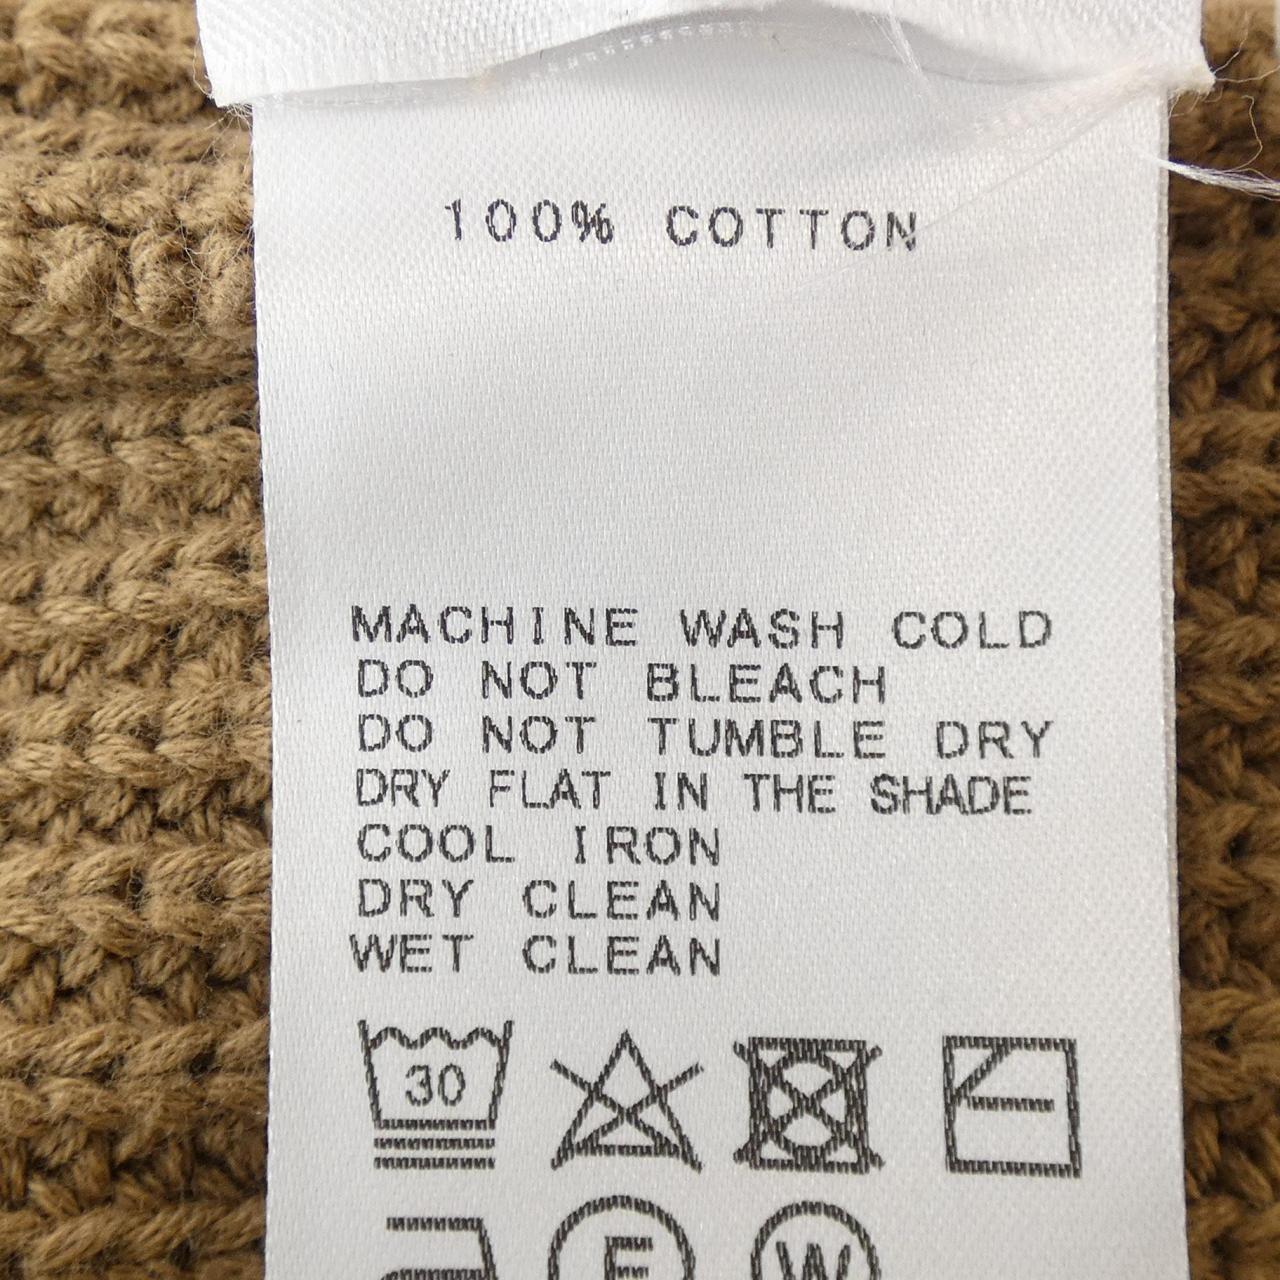 100% COTTON
MACHINE WASH COLD
DO NOT BLEACH
DO NOT TUMBLE DRY
DRY FLAT IN THE SHADE
COOL IRON
DRY CLEAN
WET CLEAN
30
F W